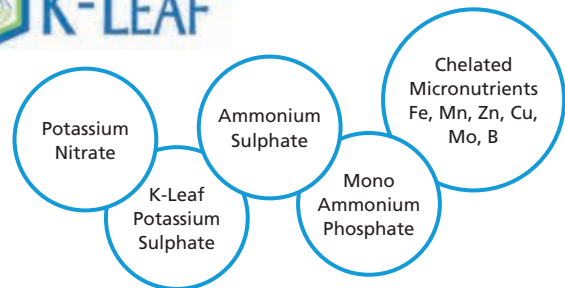 K-LEAF
Potassium
Nitrate
K-Leaf
Potassium
Sulphate
Ammonium
Sulphate
Mono
Ammonium
Phosphate
Chelated
Micronutrients
Fe, Mn, Zn, Cu,
Mo, B